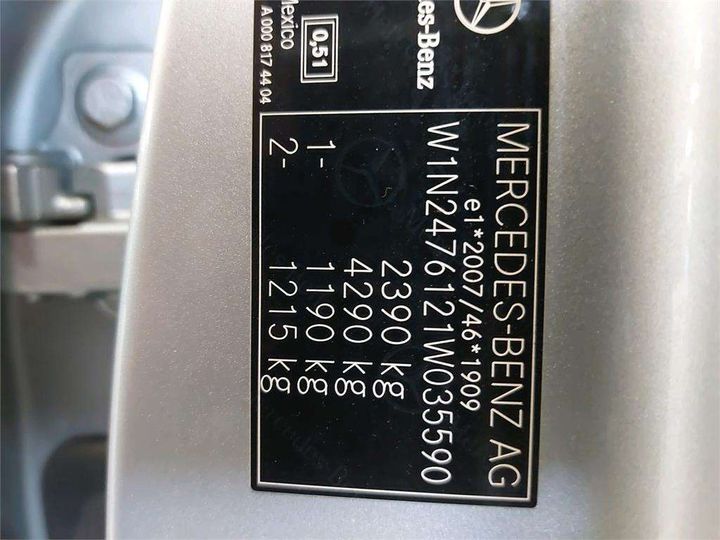 MERCEDES-BENZ AG
e1*2007/46*1909
W1N2476121W035590
2390 kg
4290 kg
1- 1190 kg
2- 1215 kg
es-Benz
0,51
Mexico
A 000 817 44 04